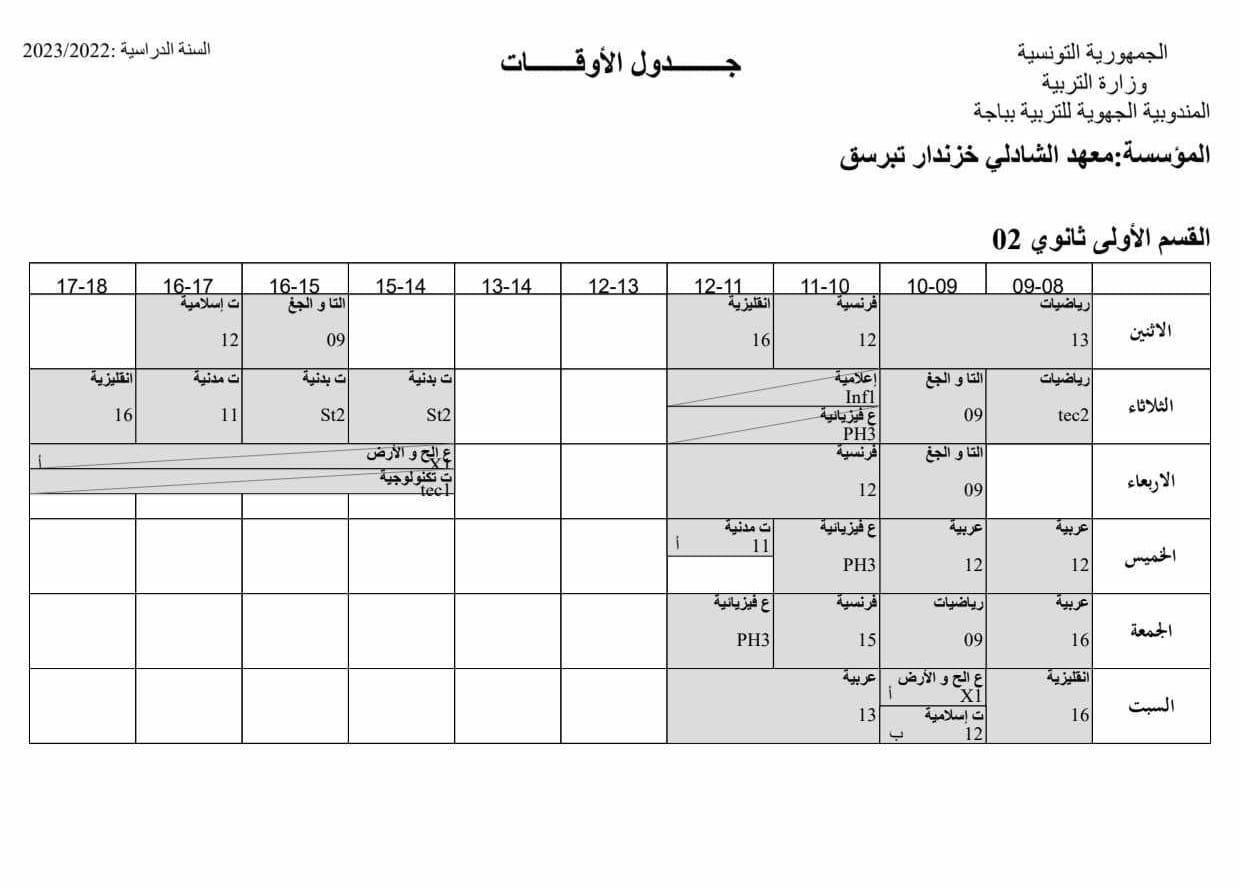 الجمهورية التونسية
وزارة التربية
المندوبية الجهوية للتربية بباجة
جـــــــدول الأوقـــــــات
السنة الدراسية :2023/2022
المؤسسة:معهد الشاذلي خزندار تبرسق
القسم الأولى ثانوي 02
09-08 10-09 11-10 12-11 12-13 13-14 15-14 16-15 16-17 17-18
الاثنين
رياضيات
13
فرنسية
12
انقليزية
16
التا و الجغ
09
ت إسلامية
12
الثلاثاء
رياضيات
tec2
التا و الجغ
09
إعلامية
Inf1
ع فيزيائية
PH3
ت بدنية
St2
ت بدنية
St2
ت مدنية
11
انقليزية
16
الاربعاء
التا و الجغ
09
فرنسية
12
ع الح و الأرض
X1
أ
ت تكنولوجية
tec1
الخميس
عربية
12
عربية
12
ع فيزيائية
PH3
ت مدنية
11
أ
الجمعة
عربية
16
رياضيات
09
فرنسية
15
ع فيزيائية
PH3
السبت
انقليزية
16
ع الح و الأرض
X1
أ
ت إسلامية
12
ب
عربية
13